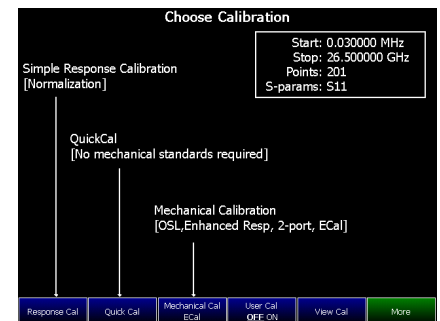 Choose Calibration
Start: 0.030000 MHz
Stop: 26.500000 GHz
Points: 201
S-params: S11
Simple Response Calibration
[Normalization]
QuickCal
[No mechanical standards required]
Mechanical Calibration
[OSL,Enhanced Resp, 2-port, ECal]
Response Cal
Quick Cal
Mechanical Cal
ECal
User Cal
OFF ON
View Cal
More